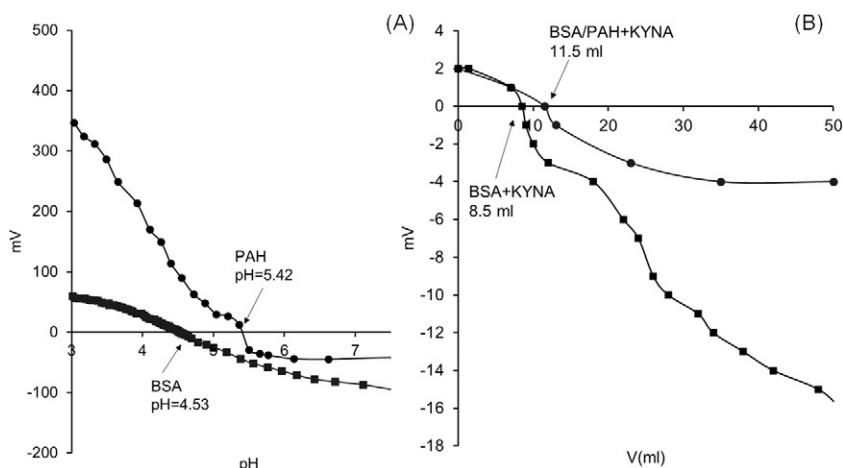 (A)
mV
500
400
300
200
100
0
-100
-200
3
4
5
6
7
pH
PAH
pH=5.42
BSA
pH=4.53
(B)
mV
4
2
0
-2
-4
-6
-8
-10
-12
-14
-16
-18
0
10
20
30
40
50
V(ml)
BSA/PAH+KYNA
11.5 ml
BSA+KYNA
8.5 ml